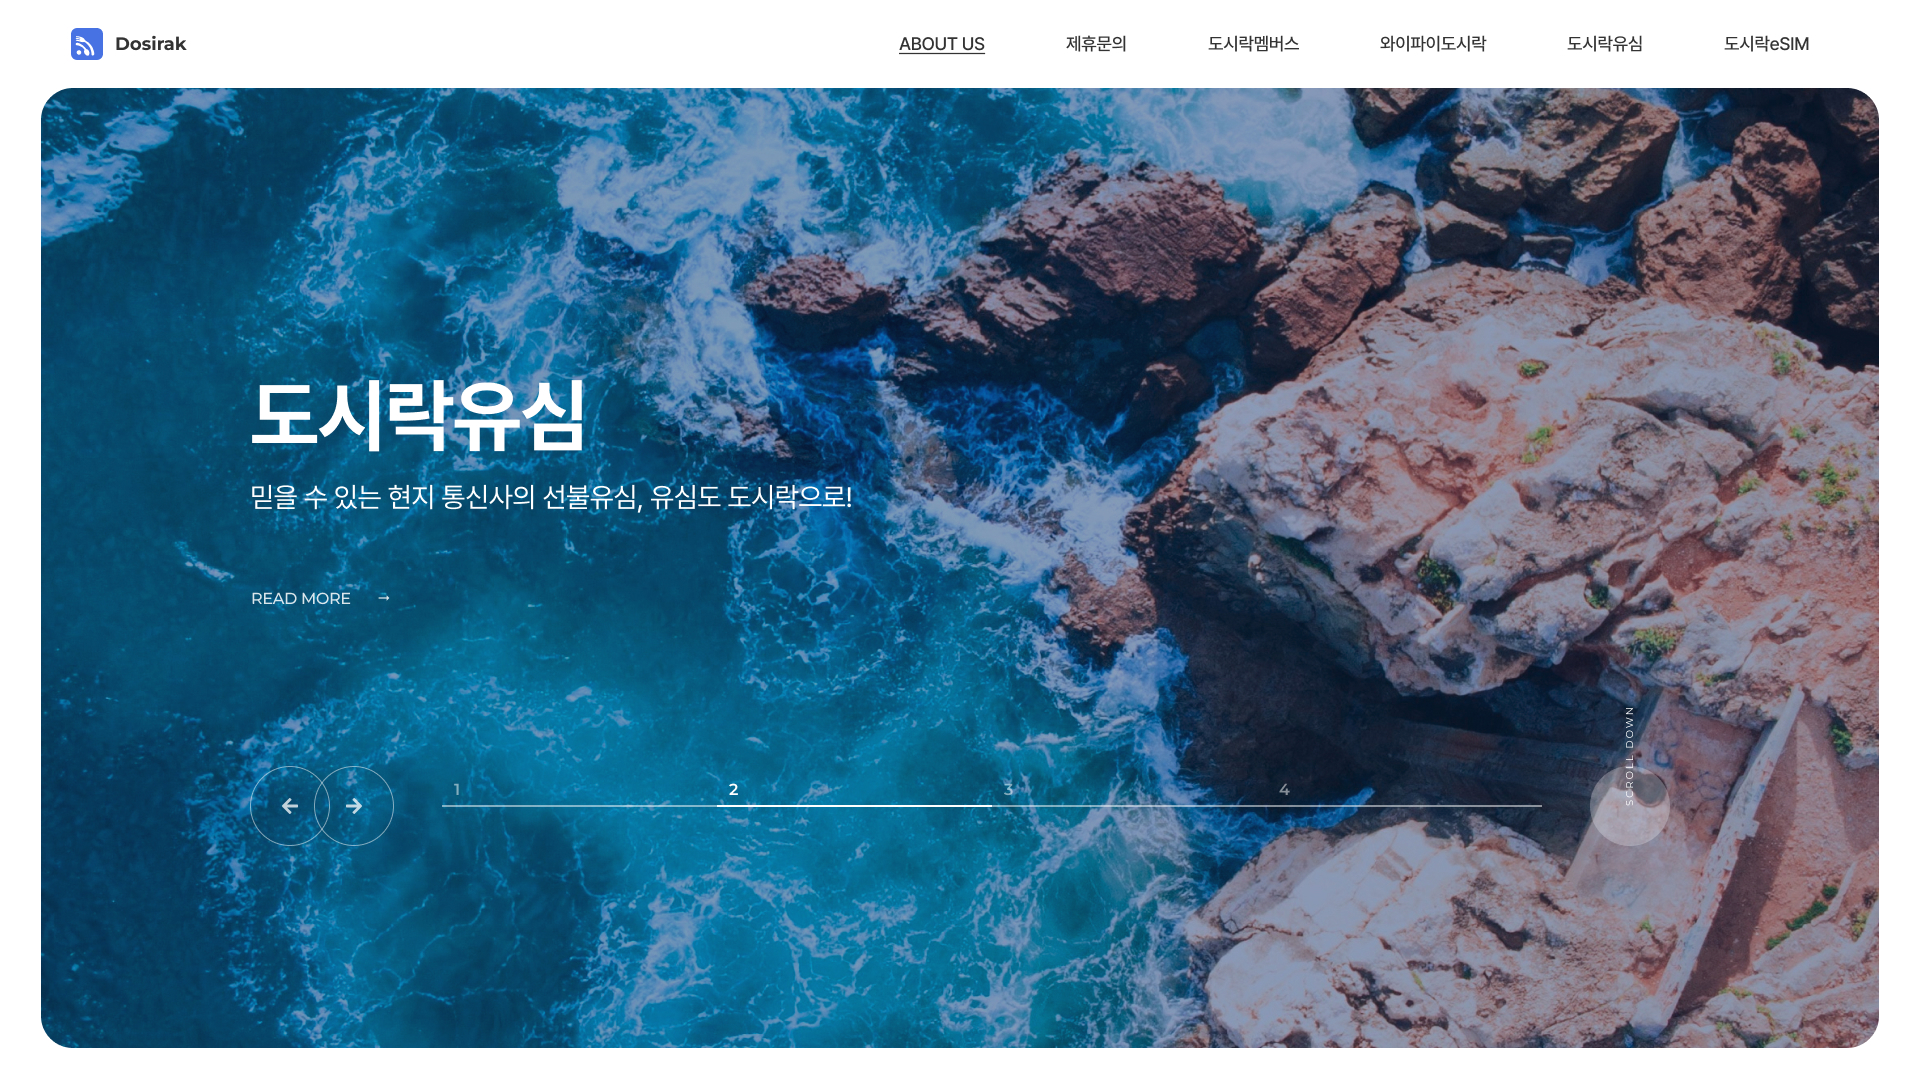 Dosirak
ABOUT US
제휴문의
도시락멤버스
와이파이도시락
도시락유심
도시락eSIM
도시락유심
믿을 수 있는 현지 통신사의 선불유심, 유심도 도시락으로!
READ MORE →
1
2
3
4
SCROLL DOWN